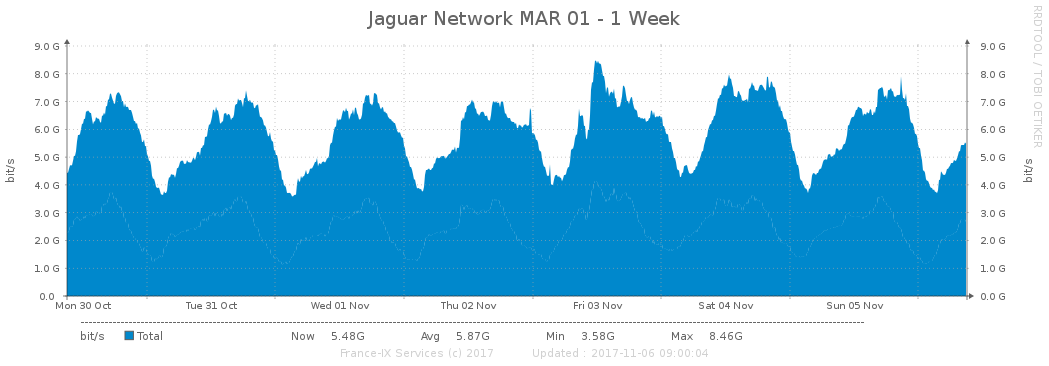 Jaguar Network MAR 01 - 1 Week
RRDTOOL / TOBI OETIKER
bit/s
9.0 G 9.0 G
8.0 G 8.0 G
7.0 G 7.0 G
6.0 G 6.0 G
5.0 G 5.0 G
4.0 G 4.0 G
3.0 G 3.0 G
2.0 G 2.0 G
1.0 G 1.0 G
0.0 0.0 G
bit/s
Mon 30 Oct Tue 31 Oct Wed 01 Nov Thu 02 Nov Fri 03 Nov Sat 04 Nov Sun 05 Nov
bit/s Total Now 5.48G Avg 5.87G Min 3.58G Max 8.46G
France-IX Services (c) 2017 Updated : 2017-11-06 09:00:04